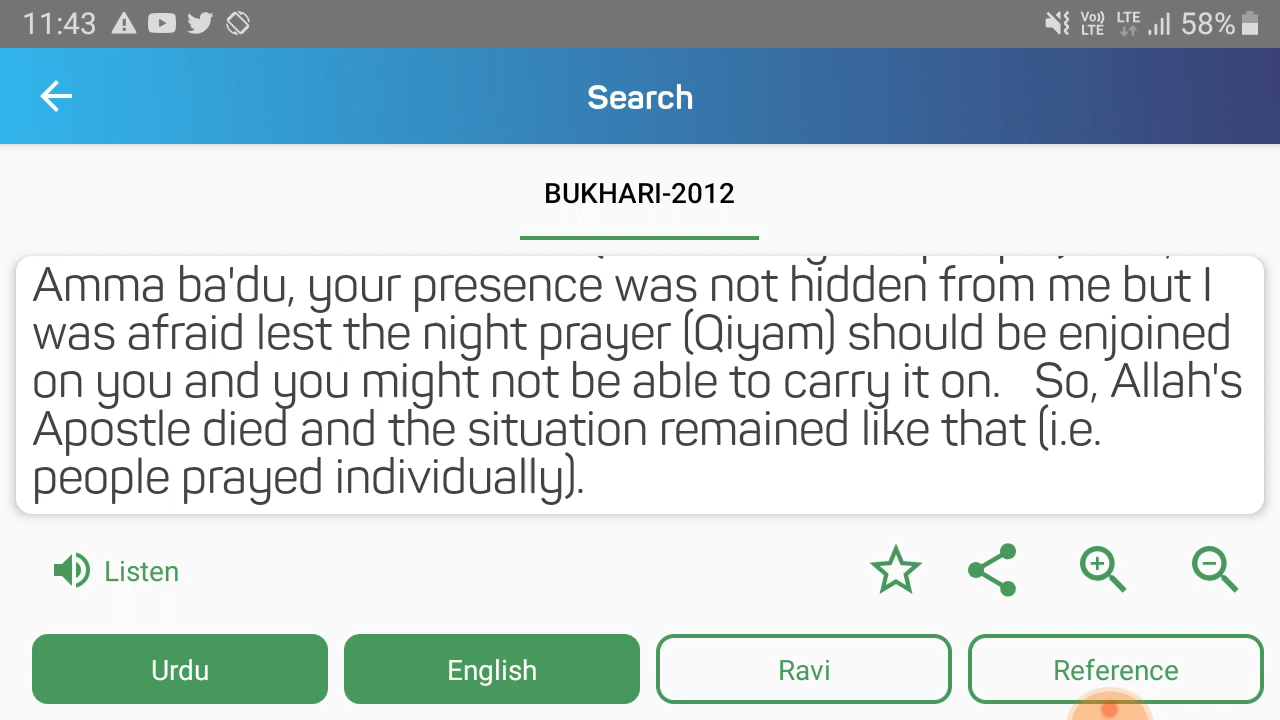 11:43 Vo)) LTE LTE 58%
Search
BUKHARI-2012
Amma ba'du, your presence was not hidden from me but I
was afraid lest the night prayer (Qiyam) should be enjoined
on you and you might not be able to carry it on.   So, Allah's
Apostle died and the situation remained like that (i.e.
people prayed individually).
Listen
Urdu English Ravi Reference